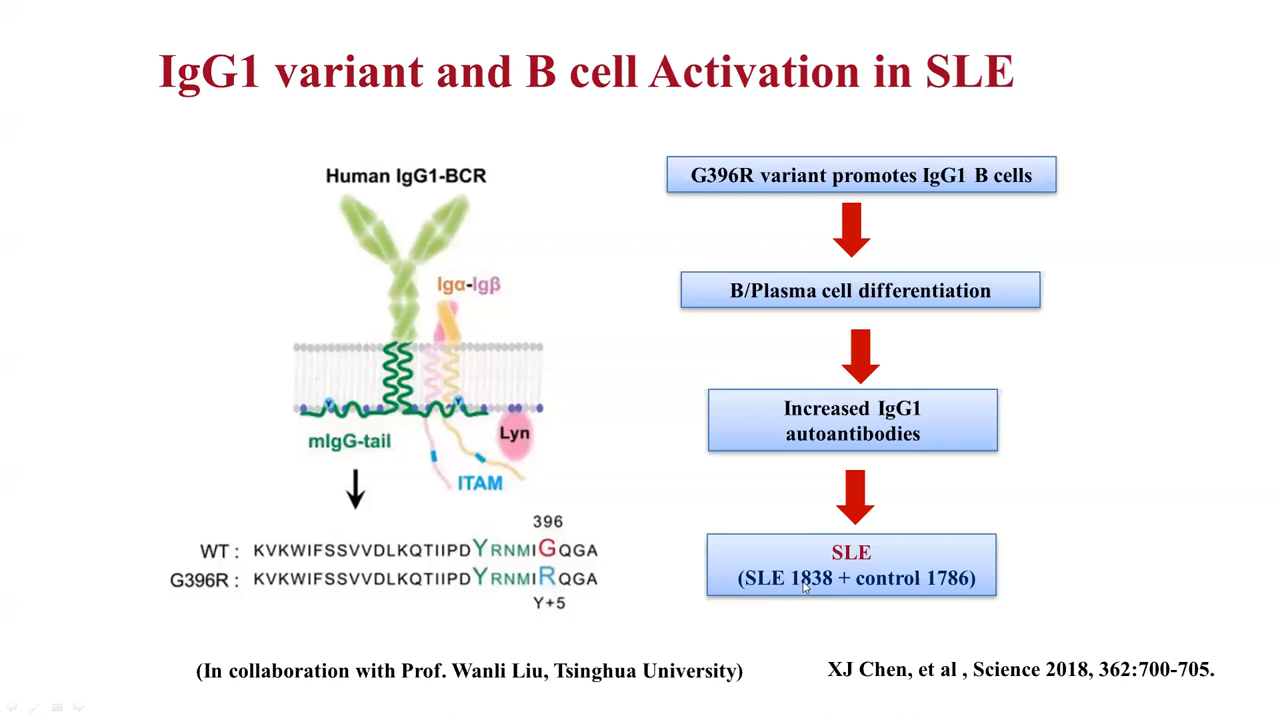 IgG1 variant and B cell Activation in SLE
Human IgG1-BCR
Igα-Igβ
Y
Y
Lyn
mIgG-tail
ITAM
396
WT : KVKWIFSSVVDLKQTIIPDYRNMIGQGA
G396R : KVKWIFSSVVDLKQTIIPDYRNMIRQGA
Y+5
G396R variant promotes IgG1 B cells
B/Plasma cell differentiation
Increased IgG1
autoantibodies
SLE
(SLE 1838 + control 1786)
(In collaboration with Prof. Wanli Liu, Tsinghua University)
XJ Chen, et al , Science 2018, 362:700-705.